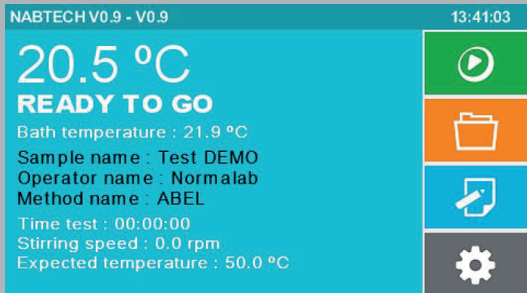 NABTECH V0.9 - V0.9 13:41:03
20.5 ºC
READY TO GO
Bath temperature : 21.9 ºC
Sample name : Test DEMO
Operator name : Normalab
Method name : ABEL
Time test : 00:00:00
Stirring speed : 0.0 rpm
Expected temperature : 50.0 ºC